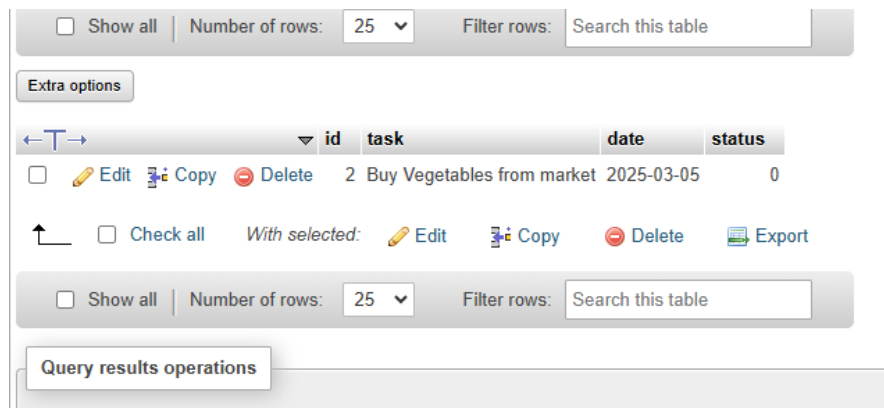 Show all Number of rows: 25 Filter rows: Search this table
Extra options
id task date status
Edit Copy Delete 2 Buy Vegetables from market 2025-03-05 0
Check all With selected: Edit Copy Delete Export
Show all Number of rows: 25 Filter rows: Search this table
Query results operations